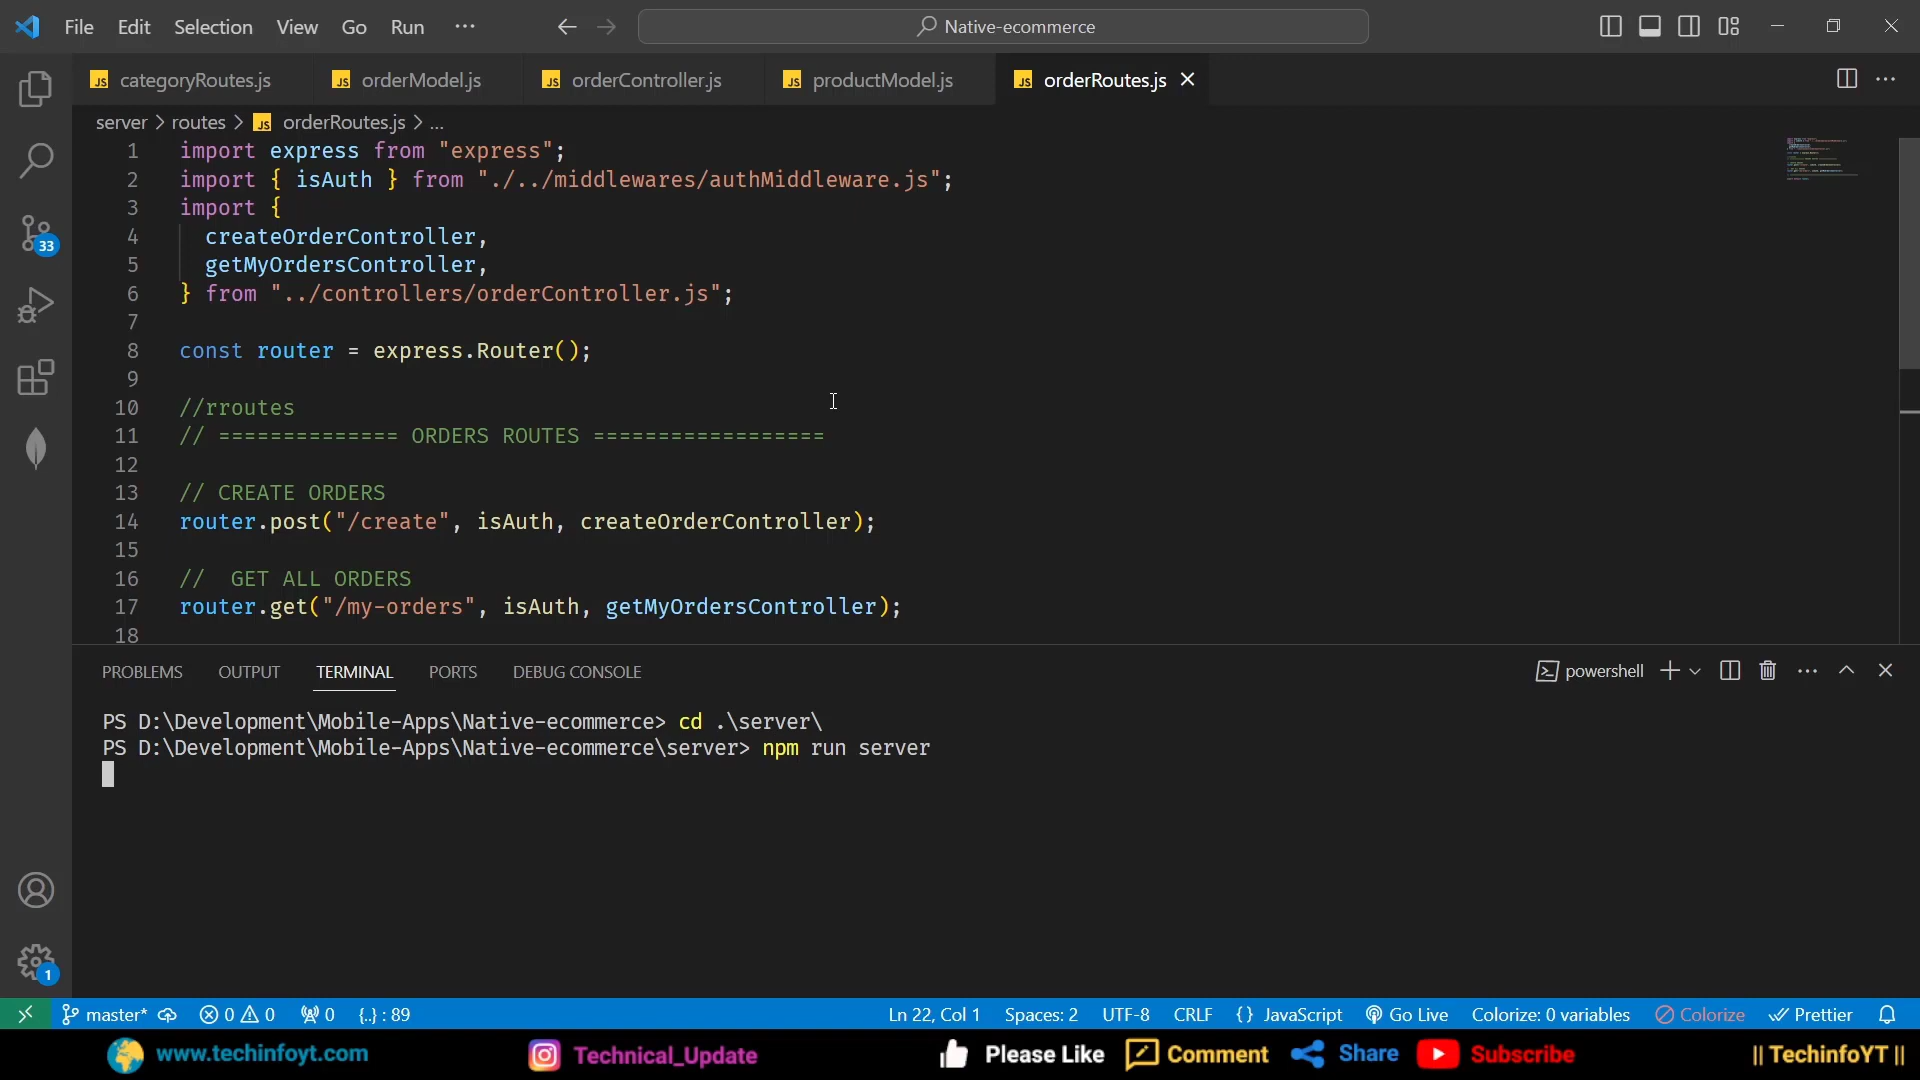 File Edit Selection View Go Run ··· Native-ecommerce
JS categoryRoutes.js JS orderModel.js JS orderController.js JS productModel.js JS orderRoutes.js
server > routes > JS orderRoutes.js > ...
1 import express from "express";
2 import { isAuth } from "./../middlewares/authMiddleware.js";
3 import {
4 createOrderController,
5 getMyOrdersController,
6 } from "../controllers/orderController.js";
7
8 const router = express.Router();
9
10 //rroutes
11 // ============== ORDERS ROUTES ==================
12
13 // CREATE ORDERS
14 router.post("/create", isAuth, createOrderController);
15
16 // GET ALL ORDERS
17 router.get("/my-orders", isAuth, getMyOrdersController);
18
33
PROBLEMS OUTPUT TERMINAL PORTS DEBUG CONSOLE powershell
PS D:\Development\Mobile-Apps\Native-ecommerce> cd .\server\
PS D:\Development\Mobile-Apps\Native-ecommerce\server> npm run server
1
master* 0 0 0 {..} : 89 Ln 22, Col 1 Spaces: 2 UTF-8 CRLF {} JavaScript Go Live Colorize: 0 variables Colorize Prettier
www.techinfoyt.com Technical_Update Please Like Comment Share Subscribe || TechinfoYT ||